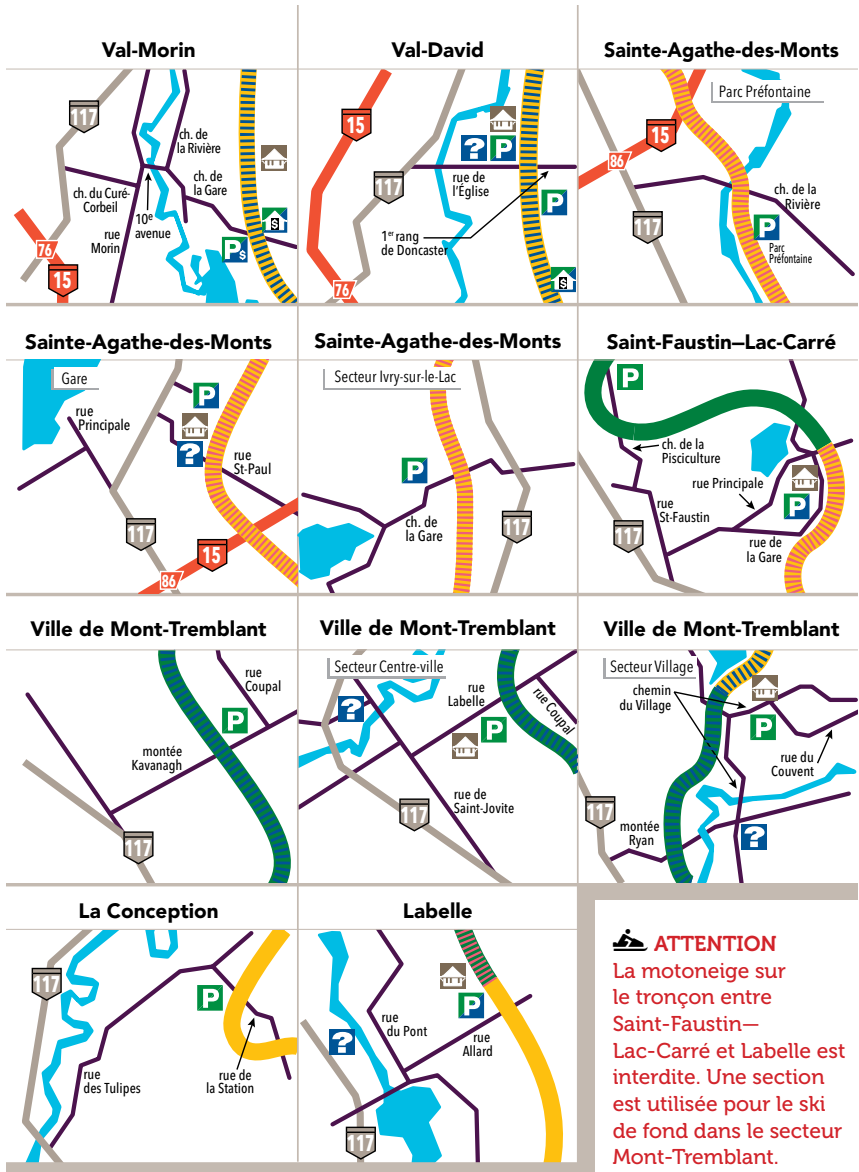 Val-Morin
117
ch. de
la Rivière
ch. de
la Gare
ch. du Curé-
Corbeil
10e
avenue
rue
Morin
$
P$
76
15
Val-David
15
?
P
117
rue de
l'Église
1er rang
de Doncaster
P
$
76
Sainte-Agathe-des-Monts
Parc Préfontaine
15
86
ch. de la
Rivière
117
P
Parc
Préfontaine
Sainte-Agathe-des-Monts
Gare
P
rue
Principale
?
rue
St-Paul
117
15
86
Sainte-Agathe-des-Monts
Secteur Ivry-sur-le-Lac
P
ch. de
la Gare
117
Saint-Faustin–Lac-Carré
P
ch. de la
Pisciculture
rue Principale
P
rue
St-Faustin
117
rue de
la Gare
Ville de Mont-Tremblant
rue
Coupal
P
montée
Kavanagh
117
Ville de Mont-Tremblant
Secteur Centre-ville
?
rue
Labelle
rue Coupal
P
rue de
Saint-Jovite
117
Ville de Mont-Tremblant
Secteur Village
chemin
du Village
P
rue du
Couvent
117
montée
Ryan
?
La Conception
117
P
rue
des Tulipes
rue de
la Station
Labelle
P
?
rue
du Pont
rue
Allard
117
ATTENTION
La motoneige sur
le tronçon entre
Saint-Faustin–
Lac-Carré et Labelle est
interdite. Une section
est utilisée pour le ski
de fond dans le secteur
Mont-Tremblant.